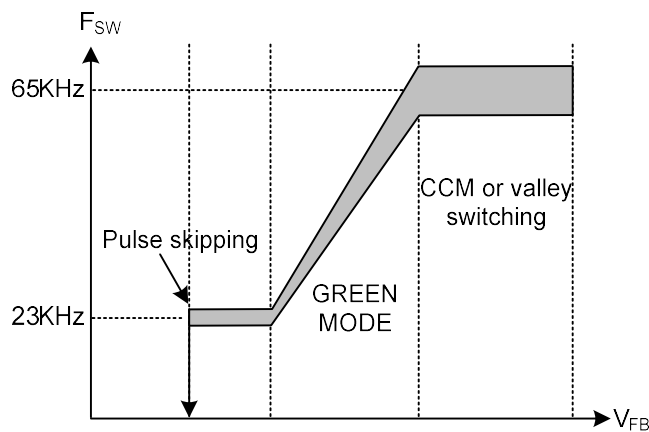 FSW
65KHz
CCM or valley
switching
Pulse skipping
GREEN
MODE
23KHz
VFB